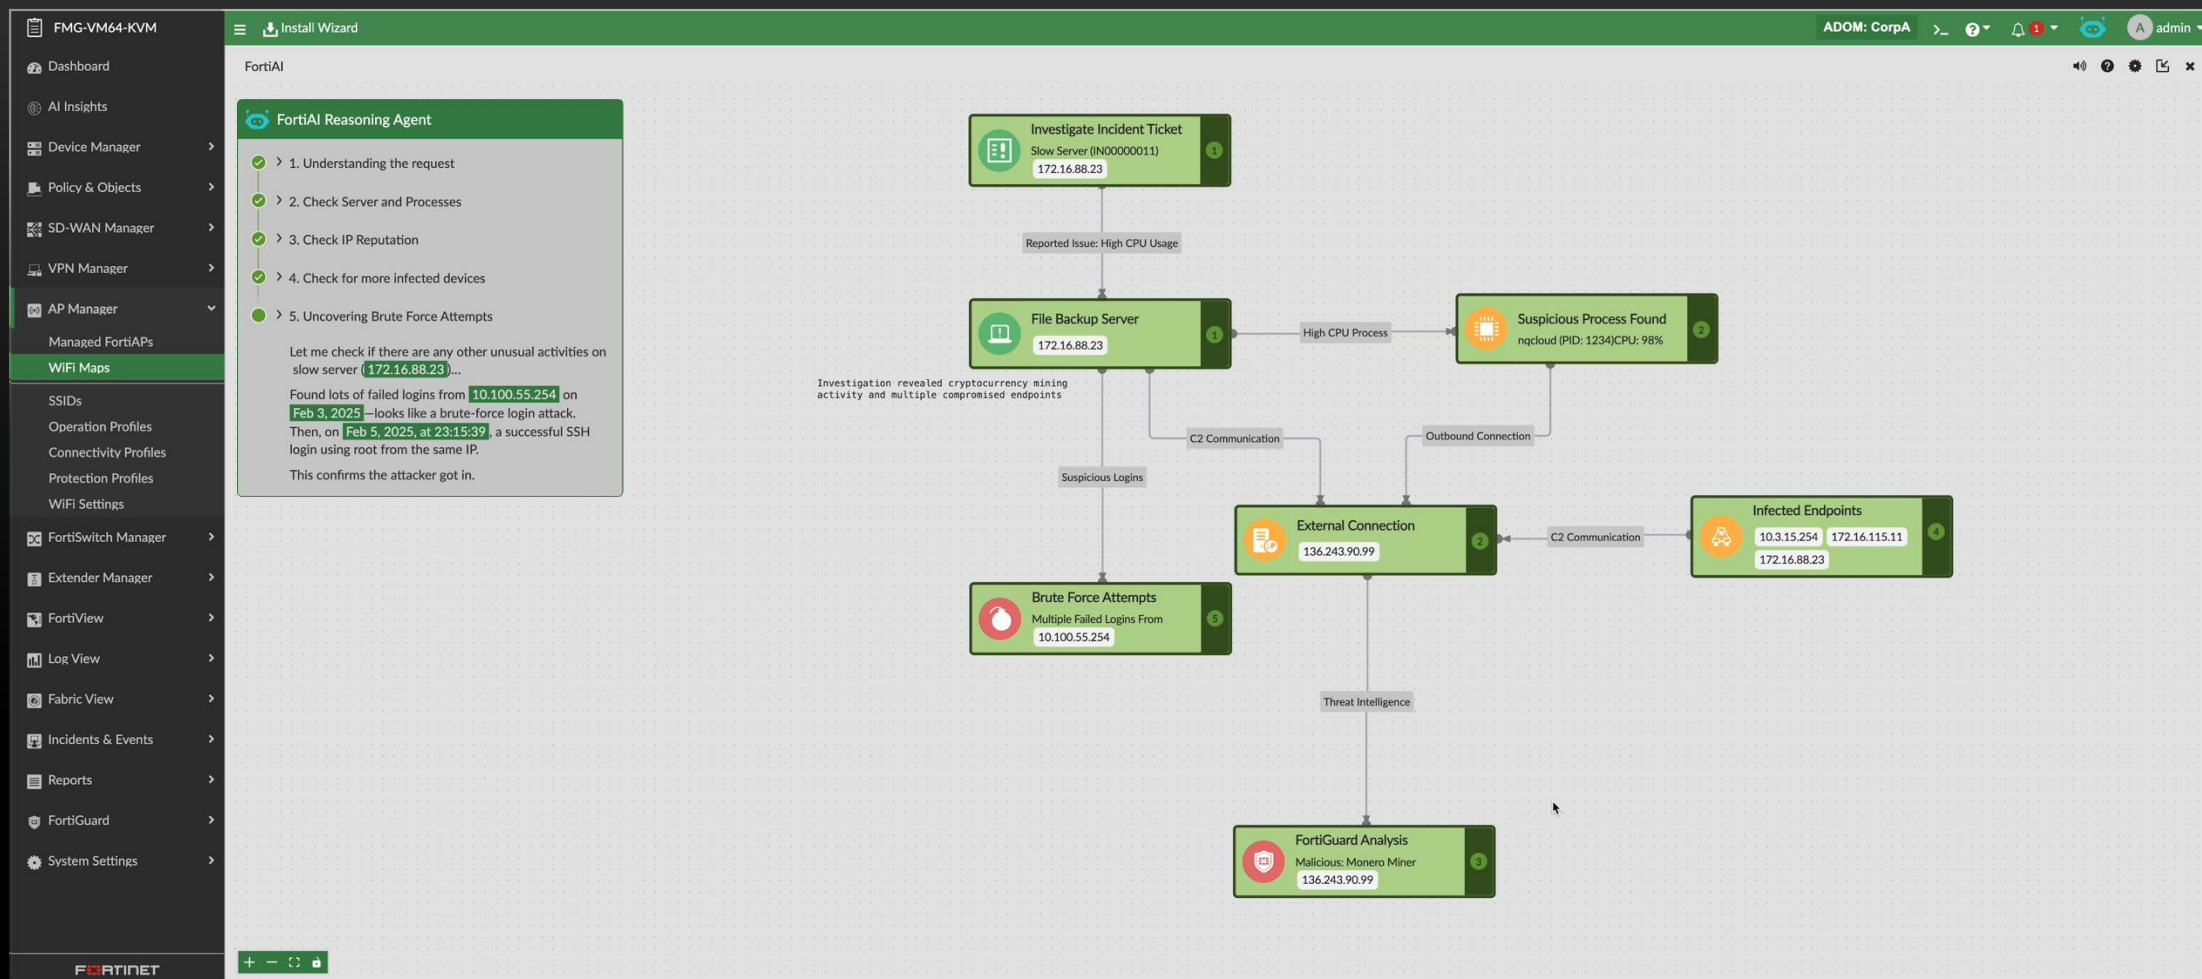 FMG-VM64-KVM
Install Wizard
ADOM: CorpA
>_
?
1
A
admin
Dashboard
AI Insights
Device Manager
Policy & Objects
SD-WAN Manager
VPN Manager
AP Manager
Managed FortiAPs
WiFi Maps
SSIDs
Operation Profiles
Connectivity Profiles
Protection Profiles
WiFi Settings
FortiSwitch Manager
Extender Manager
FortiView
Log View
Fabric View
Incidents & Events
Reports
FortiGuard
System Settings
FORTINET
FortiAI
FortiAI Reasoning Agent
1. Understanding the request
2. Check Server and Processes
3. Check IP Reputation
4. Check for more infected devices
5. Uncovering Brute Force Attempts
Let me check if there are any other unusual activities on
slow server (172.16.88.23)...
Found lots of failed logins from 10.100.55.254 on
Feb 3, 2025—looks like a brute-force login attack.
Then, on Feb 5, 2025, at 23:15:39, a successful SSH
login using root from the same IP.
This confirms the attacker got in.
Investigate Incident Ticket
Slow Server (IN00000011)
172.16.88.23
1
Reported Issue: High CPU Usage
File Backup Server
172.16.88.23
1
High CPU Process
Suspicious Process Found
nqcloud (PID: 1234)CPU: 98%
2
Investigation revealed cryptocurrency mining
activity and multiple compromised endpoints
C2 Communication
Outbound Connection
Suspicious Logins
External Connection
136.243.90.99
2
C2 Communication
Infected Endpoints
10.3.15.254 172.16.115.11
172.16.88.23
4
Brute Force Attempts
Multiple Failed Logins From
10.100.55.254
5
Threat Intelligence
FortiGuard Analysis
Malicious: Monero Miner
136.243.90.99
3